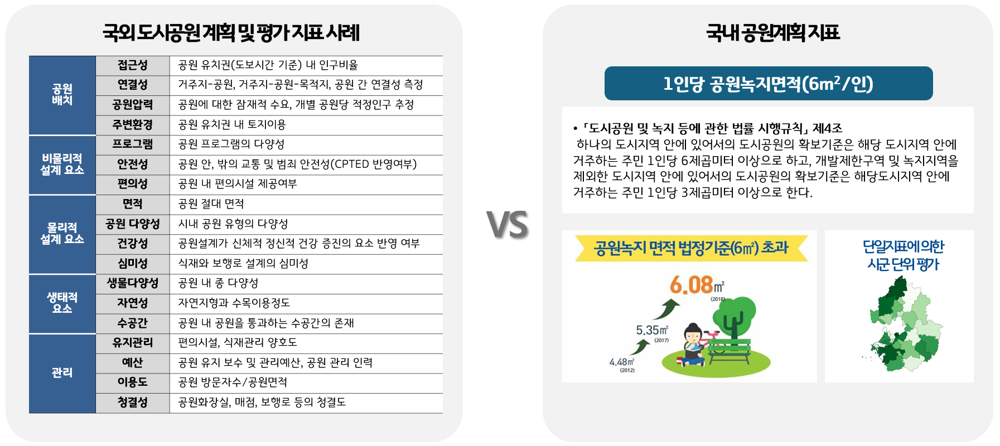 국외 도시공원 계획 및 평가 지표 사례
공원
배치
접근성
공원 유치권(도보시간 기준) 내 인구비율
연결성
거주지-공원, 거주지-공원-목적지, 공원 간 연결성 측정
공원압력
공원에 대한 잠재적 수요, 개별 공원당 적정인구 추정
주변환경
공원 유치권 내 토지이용
비물리적
설계 요소
프로그램
공원 프로그램의 다양성
안전성
공원 안, 밖의 교통 및 범죄 안전성(CPTED 반영여부)
편의성
공원 내 편의시설 제공여부
물리적
설계 요소
면적
공원 절대 면적
공원 다양성
시내 공원 유형의 다양성
건강성
공원설계가 신체적 정신적 건강 증진의 요소 반영 여부
심미성
식재와 보행로 설계의 심미성
생태적
요소
생물다양성
공원 내 종 다양성
자연성
자연지형과 수목이용정도
수공간
공원 내 공원을 통과하는 수공간의 존재
관리
유지관리
편의시설, 식재관리 양호도
예산
공원 유지 보수 및 관리예산, 공원 관리 인력
이용도
공원 방문자수/공원면적
청결성
공원화장실, 매점, 보행로 등의 청결도
VS
국내 공원계획 지표
1인당 공원녹지면적(6m²/인)
• 「도시공원 및 녹지 등에 관한 법률 시행규칙」 제4조
하나의 도시지역 안에 있어서의 도시공원의 확보기준은 해당 도시지역 안에
거주하는 주민 1인당 6제곱미터 이상으로 하고, 개발제한구역 및 녹지지역을
제외한 도시지역 안에 있어서의 도시공원의 확보기준은 해당도시지역 안에
거주하는 주민 1인당 3제곱미터 이상으로 한다.
공원녹지 면적 법정기준(6㎡) 초과
6.08㎡
(2018)
5.35㎡
(2017)
4.48㎡
(2012)
단일지표에 의한
시군 단위 평가